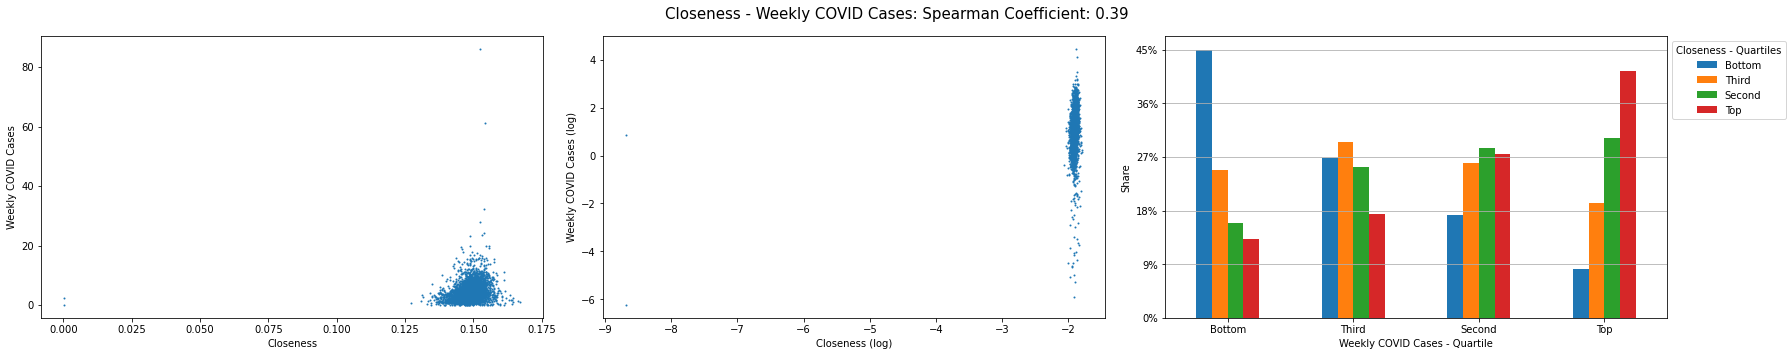 Closeness - Weekly COVID Cases: Spearman Coefficient: 0.39
Weekly COVID Cases
80
60
40
20
0
0.000 0.025 0.050 0.075 0.100 0.125 0.150 0.175
Closeness
Weekly COVID Cases (log)
4
2
0
−2
−4
−6
−9 −8 −7 −6 −5 −4 −3 −2
Closeness (log)
Share
45%
36%
27%
18%
9%
0%
Bottom Third Second Top
Weekly COVID Cases - Quartile
Closeness - Quartiles
Bottom
Third
Second
Top